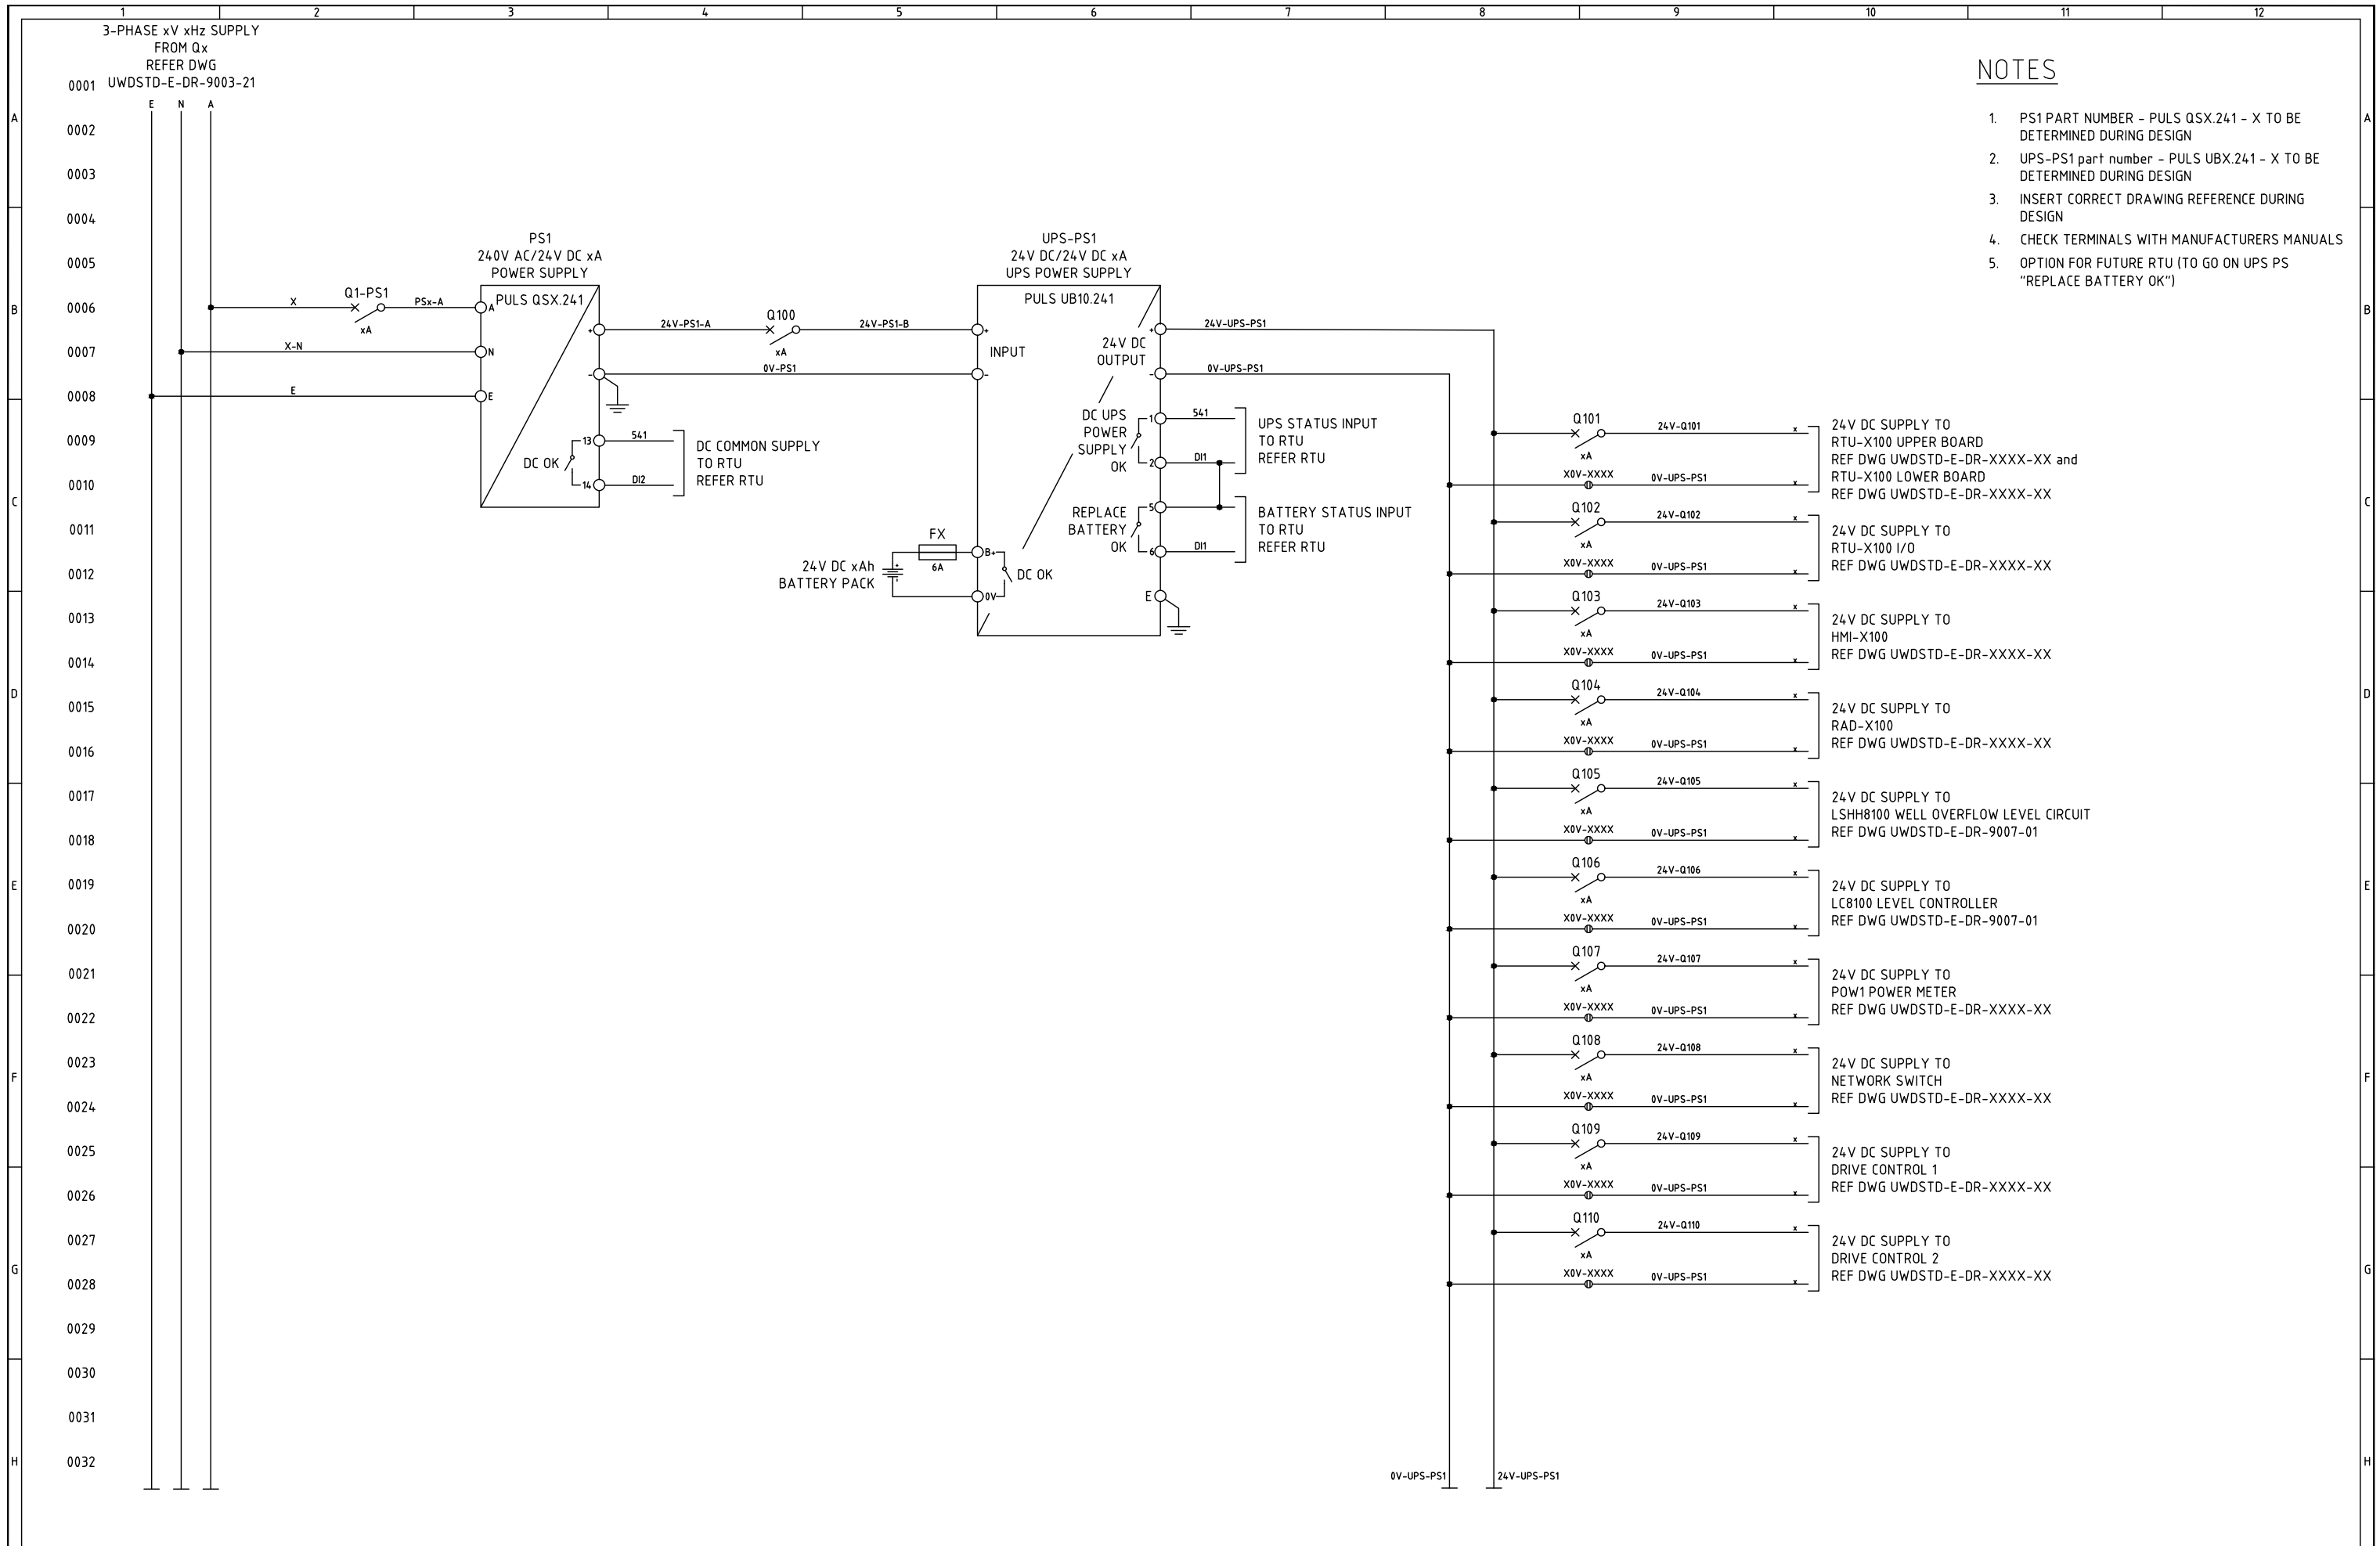 1 2 3 4 5 6 7 8 9 10 11 12
3-PHASE xV xHz SUPPLY
FROM Qx
REFER DWG
UWDSTD-E-DR-9003-21
E N A
0001
0002
0003
0004
0005
0006
0007
0008
0009
0010
0011
0012
0013
0014
0015
0016
0017
0018
0019
0020
0021
0022
0023
0024
0025
0026
0027
0028
0029
0030
0031
0032
A
B
C
D
E
F
G
H
X
Q1-PS1
xA
PSx-A
X-N
E
PS1
240V AC/24V DC xA
POWER SUPPLY
PULS QSX.241
A
N
E
+
-
DC OK
13
14
24V-PS1-A
Q100
xA
24V-PS1-B
0V-PS1
541
DI2
DC COMMON SUPPLY
TO RTU
REFER RTU
24V DC xAh
BATTERY PACK
+
-
FX
6A
UPS-PS1
24V DC/24V DC xA
UPS POWER SUPPLY
PULS UB10.241
+
INPUT
-
24V DC
OUTPUT
+
-
DC UPS
POWER
SUPPLY
OK
1
2
REPLACE
BATTERY
OK
5
6
B+
0V
DC OK
E
24V-UPS-PS1
0V-UPS-PS1
541
DI1
UPS STATUS INPUT
TO RTU
REFER RTU
DI1
BATTERY STATUS INPUT
TO RTU
REFER RTU
Q101
xA
24V-Q101
x
X0V-XXXX
0V-UPS-PS1
x
24V DC SUPPLY TO
RTU-X100 UPPER BOARD
REF DWG UWDSTD-E-DR-XXXX-XX and
RTU-X100 LOWER BOARD
REF DWG UWDSTD-E-DR-XXXX-XX
Q102
xA
24V-Q102
x
X0V-XXXX
0V-UPS-PS1
x
24V DC SUPPLY TO
RTU-X100 I/O
REF DWG UWDSTD-E-DR-XXXX-XX
Q103
xA
24V-Q103
x
X0V-XXXX
0V-UPS-PS1
x
24V DC SUPPLY TO
HMI-X100
REF DWG UWDSTD-E-DR-XXXX-XX
Q104
xA
24V-Q104
x
X0V-XXXX
0V-UPS-PS1
x
24V DC SUPPLY TO
RAD-X100
REF DWG UWDSTD-E-DR-XXXX-XX
Q105
xA
24V-Q105
x
X0V-XXXX
0V-UPS-PS1
x
24V DC SUPPLY TO
LSHH8100 WELL OVERFLOW LEVEL CIRCUIT
REF DWG UWDSTD-E-DR-9007-01
Q106
xA
24V-Q106
x
X0V-XXXX
0V-UPS-PS1
x
24V DC SUPPLY TO
LC8100 LEVEL CONTROLLER
REF DWG UWDSTD-E-DR-9007-01
Q107
xA
24V-Q107
x
X0V-XXXX
0V-UPS-PS1
x
24V DC SUPPLY TO
POW1 POWER METER
REF DWG UWDSTD-E-DR-XXXX-XX
Q108
xA
24V-Q108
x
X0V-XXXX
0V-UPS-PS1
x
24V DC SUPPLY TO
NETWORK SWITCH
REF DWG UWDSTD-E-DR-XXXX-XX
Q109
xA
24V-Q109
x
X0V-XXXX
0V-UPS-PS1
x
24V DC SUPPLY TO
DRIVE CONTROL 1
REF DWG UWDSTD-E-DR-XXXX-XX
Q110
xA
24V-Q110
x
X0V-XXXX
0V-UPS-PS1
x
24V DC SUPPLY TO
DRIVE CONTROL 2
REF DWG UWDSTD-E-DR-XXXX-XX
0V-UPS-PS1
24V-UPS-PS1
NOTES
1. PS1 PART NUMBER - PULS QSX.241 - X TO BE
DETERMINED DURING DESIGN
2. UPS-PS1 part number - PULS UBX.241 - X TO BE
DETERMINED DURING DESIGN
3. INSERT CORRECT DRAWING REFERENCE DURING
DESIGN
4. CHECK TERMINALS WITH MANUFACTURERS MANUALS
5. OPTION FOR FUTURE RTU (TO GO ON UPS PS
"REPLACE BATTERY OK")
A
B
C
D
E
F
G
H